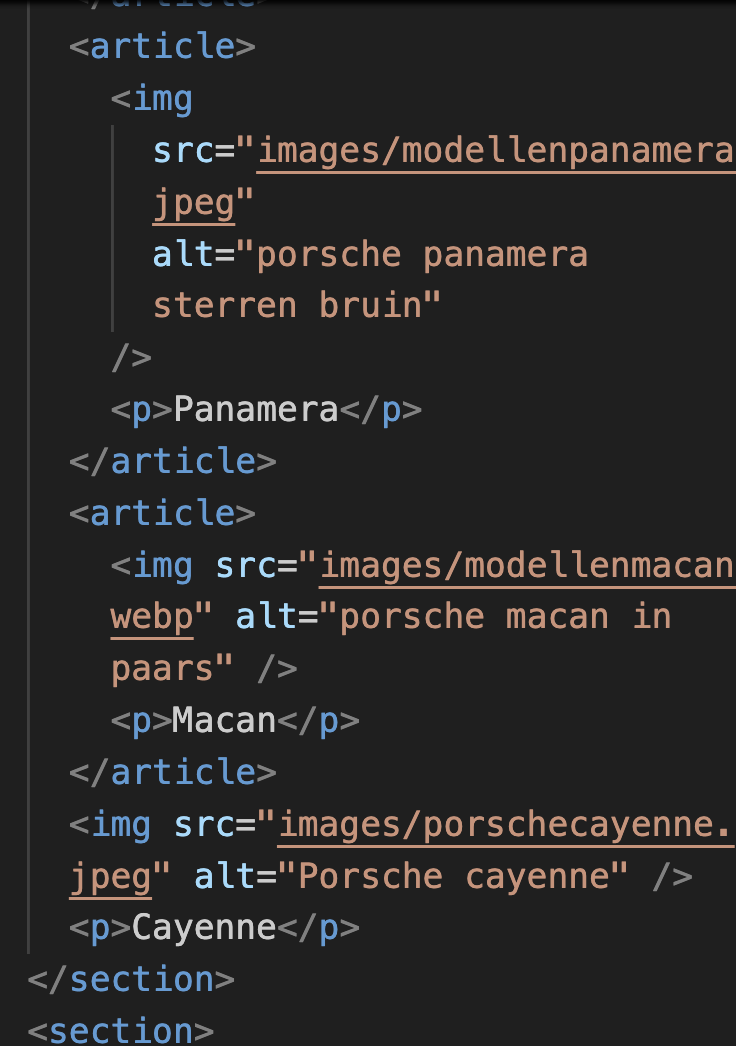 </article>
<article>
<img
src="images/modellenpanamera
jpeg"
alt="porsche panamera
sterren bruin"
/>
<p>Panamera</p>
</article>
<article>
<img src="images/modellenmacan
webp" alt="porsche macan in
paars" />
<p>Macan</p>
</article>
<img src="images/porschecayenne.
jpeg" alt="Porsche cayenne" />
<p>Cayenne</p>
</section>
<section>